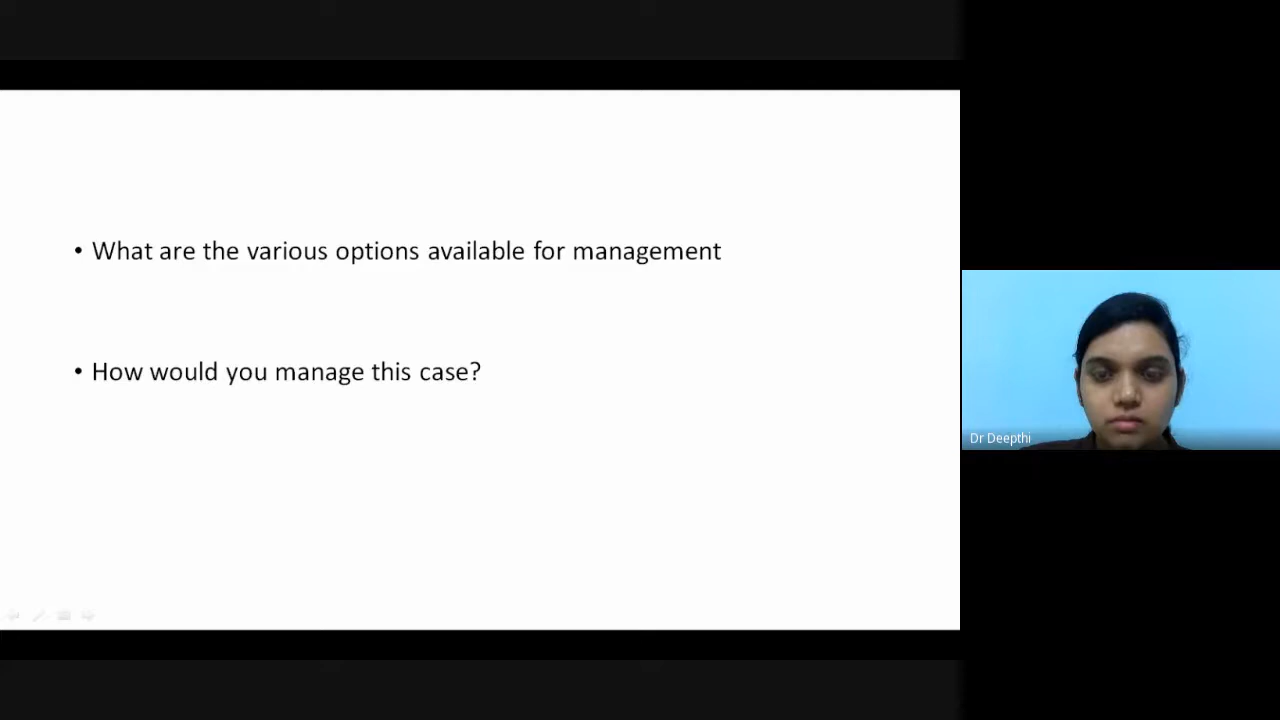 • What are the various options available for management
• How would you manage this case?
Dr Deepthi